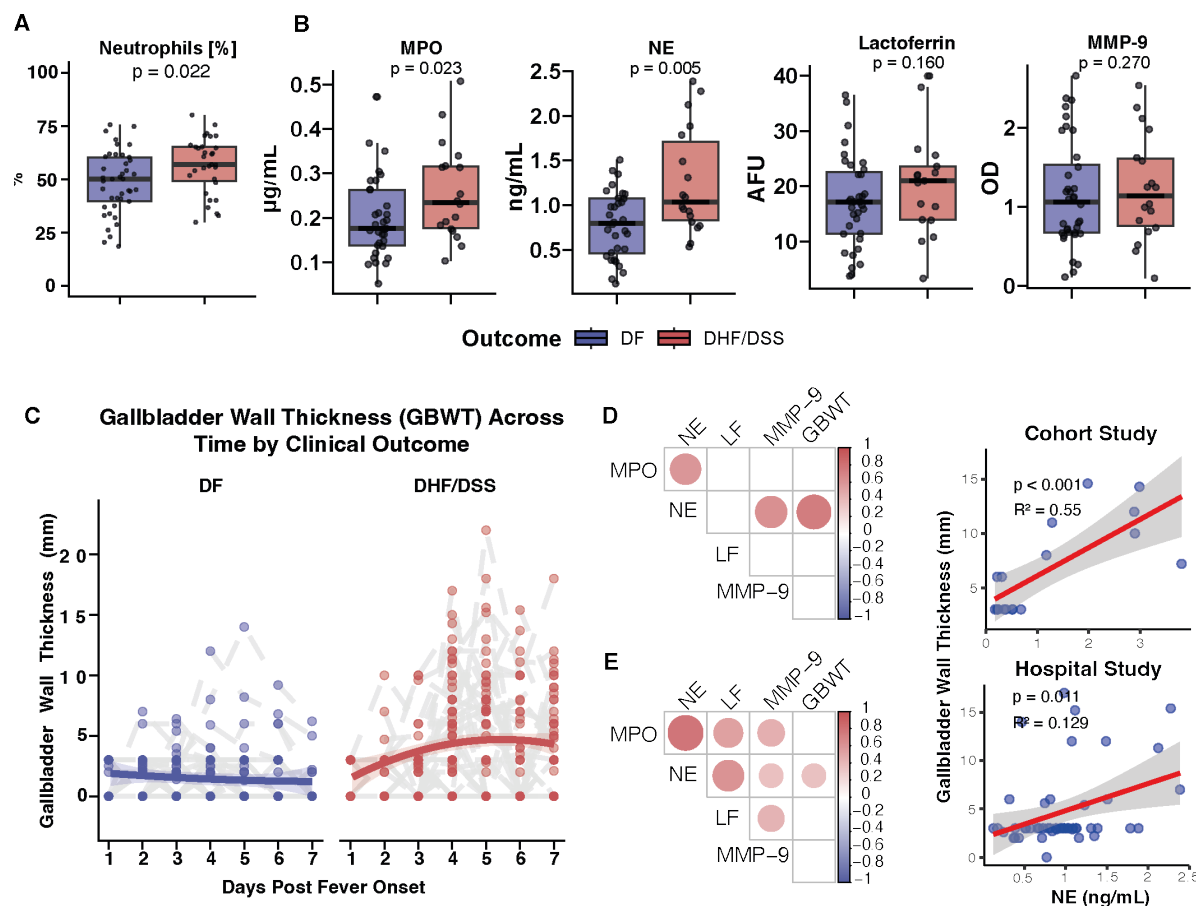 A
B
Neutrophils [%]
p = 0.022
100
75
50
25
0
%
MPO
p = 0.023
0.5
0.4
0.3
0.2
0.1
µg/mL
NE
p = 0.005
2.5
2.0
1.5
1.0
0.5
ng/mL
Lactoferrin
p = 0.160
40
30
20
10
AFU
MMP-9
p = 0.270
2
1
0
OD
Outcome DF DHF/DSS
C
Gallbladder Wall Thickness (GBWT) Across
Time by Clinical Outcome
DF DHF/DSS
Gallbladder Wall Thickness (mm)
20
15
10
5
0
1 2 3 4 5 6 7 1 2 3 4 5 6 7
Days Post Fever Onset
D
NE LF MMP−9 GBWT
MPO
NE
LF
MMP−9
1
0.8
0.6
0.4
0.2
0
−0.2
−0.4
−0.6
−0.8
−1
Cohort Study
p < 0.001
R² = 0.55
15
10
5
0 1 2 3
Gallbladder Wall Thickness (mm)
E
NE LF MMP−9 GBWT
MPO
NE
LF
MMP−9
1
0.8
0.6
0.4
0.2
0
−0.2
−0.4
−0.6
−0.8
−1
Hospital Study
p = 0.011
R² = 0.129
15
10
5
0
0.5 1 1.5 2 2.5
NE (ng/mL)